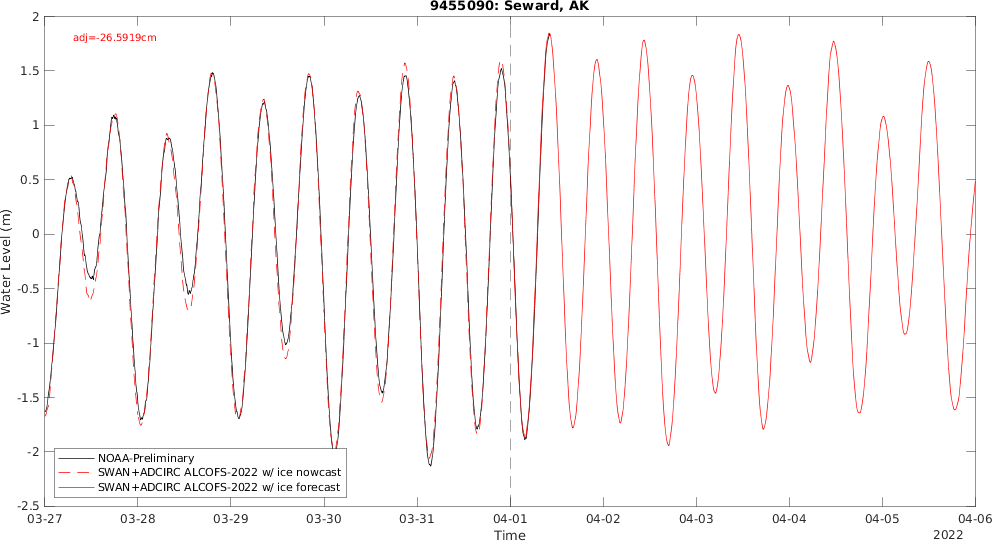 9455090: Seward, AK
adj=-26.5919cm
Water Level (m)
2
1.5
1
0.5
0
-0.5
-1
-1.5
-2
-2.5
NOAA-Preliminary
SWAN+ADCIRC ALCOFS-2022 w/ ice nowcast
SWAN+ADCIRC ALCOFS-2022 w/ ice forecast
03-27 03-28 03-29 03-30 03-31 04-01 04-02 04-03 04-04 04-05 04-06
Time
2022